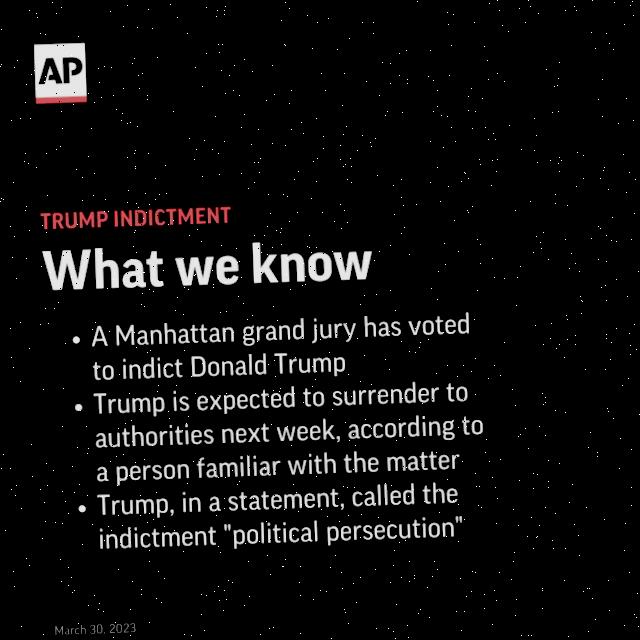 AP
TRUMP INDICTMENT
What we know
• A Manhattan grand jury has voted
to indict Donald Trump
• Trump is expected to surrender to
authorities next week, according to
a person familiar with the matter
• Trump, in a statement, called the
indictment "political persecution"
March 30, 2023